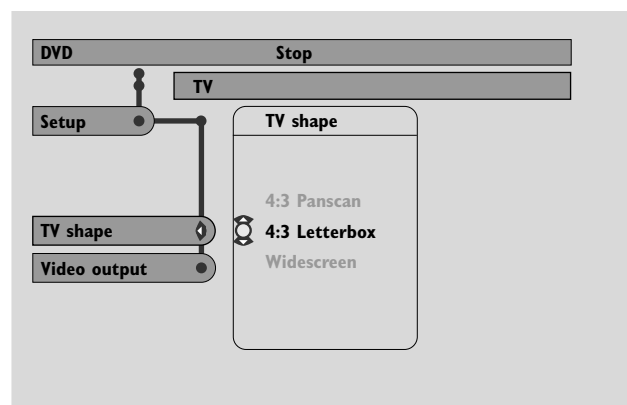 DVD Stop
TV
Setup
TV shape
4:3 Panscan
TV shape
4:3 Letterbox
Video output
Widescreen